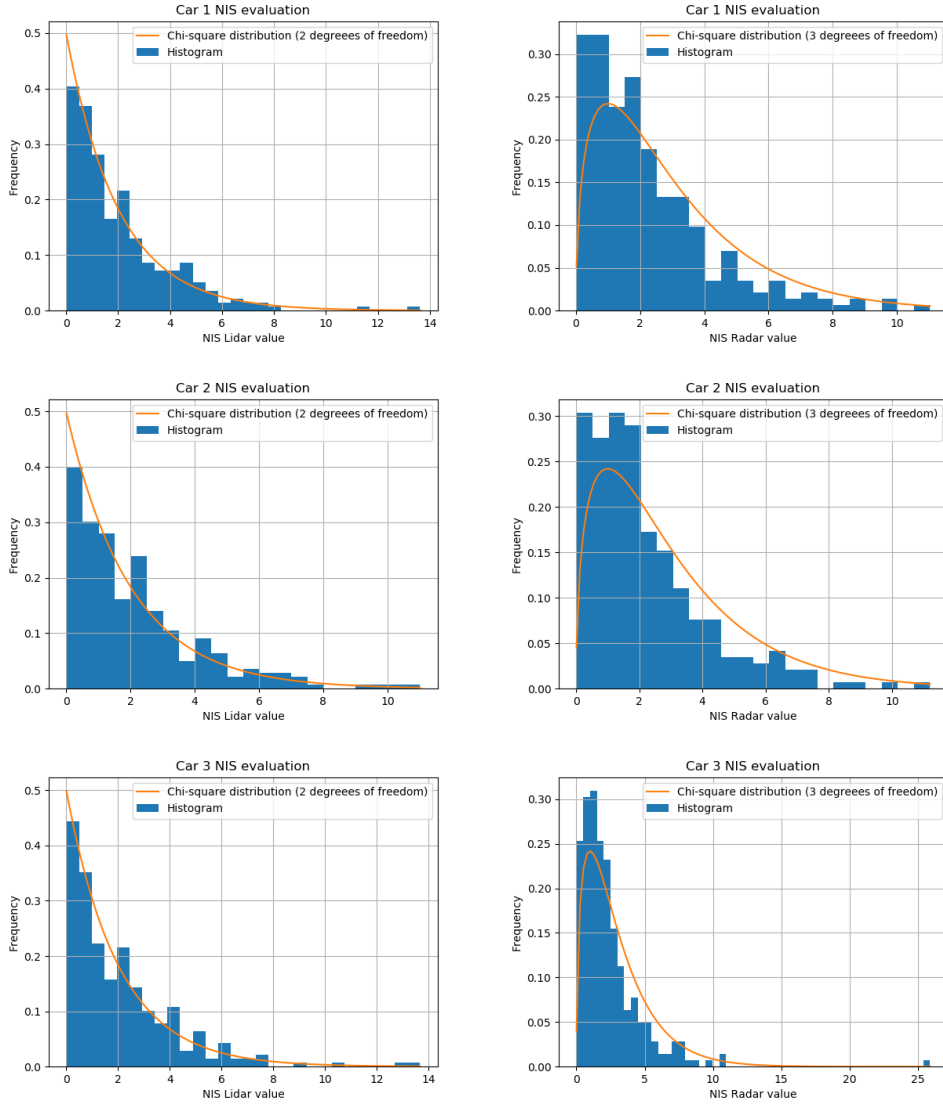 Car 1 NIS evaluation
0.5
0.4
0.3
0.2
0.1
0.0
Frequency
Chi-square distribution (2 degreees of freedom)
Histogram
0 2 4 6 8 10 12 14
NIS Lidar value
Car 1 NIS evaluation
0.30
0.25
0.20
0.15
0.10
0.05
0.00
Frequency
Chi-square distribution (3 degreees of freedom)
Histogram
0 2 4 6 8 10
NIS Radar value
Car 2 NIS evaluation
0.5
0.4
0.3
0.2
0.1
0.0
Frequency
Chi-square distribution (2 degreees of freedom)
Histogram
0 2 4 6 8 10
NIS Lidar value
Car 2 NIS evaluation
0.30
0.25
0.20
0.15
0.10
0.05
0.00
Frequency
Chi-square distribution (3 degreees of freedom)
Histogram
0 2 4 6 8 10
NIS Radar value
Car 3 NIS evaluation
0.5
0.4
0.3
0.2
0.1
0.0
Frequency
Chi-square distribution (2 degreees of freedom)
Histogram
0 2 4 6 8 10 12 14
NIS Lidar value
Car 3 NIS evaluation
0.30
0.25
0.20
0.15
0.10
0.05
0.00
Frequency
Chi-square distribution (3 degreees of freedom)
Histogram
0 5 10 15 20 25
NIS Radar value